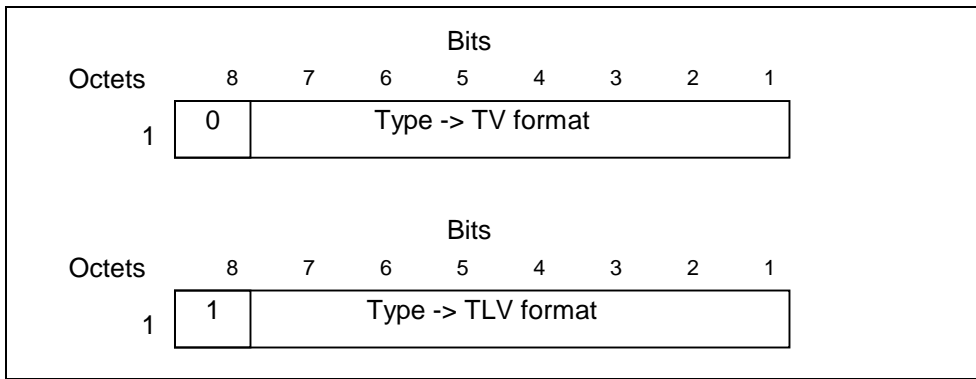 Bits
Octets 8 7 6 5 4 3 2 1
1 0 Type -> TV format
Bits
Octets 8 7 6 5 4 3 2 1
1 1 Type -> TLV format